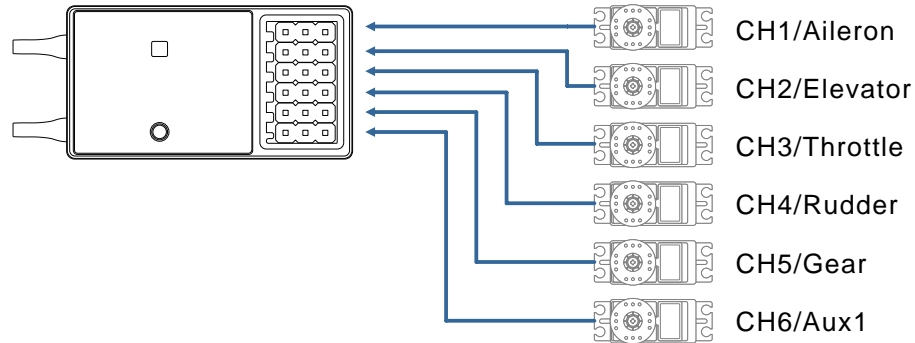 CH1/Aileron
CH2/Elevator
CH3/Throttle
CH4/Rudder
CH5/Gear
CH6/Aux1